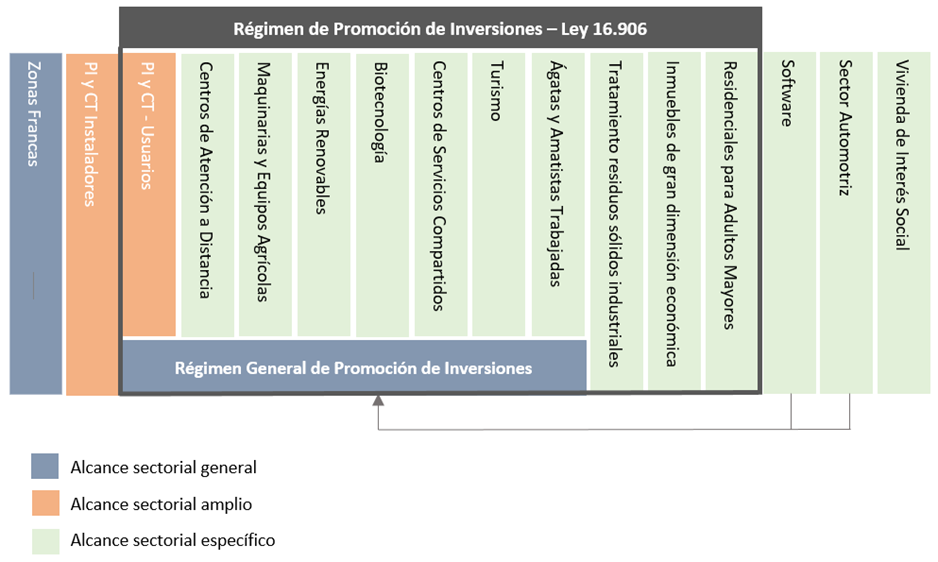 Régimen de Promoción de Inversiones – Ley 16.906
Zonas Francas
PI y CT Instaladores
PI y CT - Usuarios
Centros de Atención a Distancia
Maquinarias y Equipos Agrícolas
Energías Renovables
Biotecnología
Centros de Servicios Compartidos
Turismo
Ágatas y Amatistas Trabajadas
Tratamiento residuos sólidos industriales
Inmuebles de gran dimensión económica
Residenciales para Adultos Mayores
Software
Sector Automotriz
Vivienda de Interés Social
Régimen General de Promoción de Inversiones
Alcance sectorial general
Alcance sectorial amplio
Alcance sectorial específico